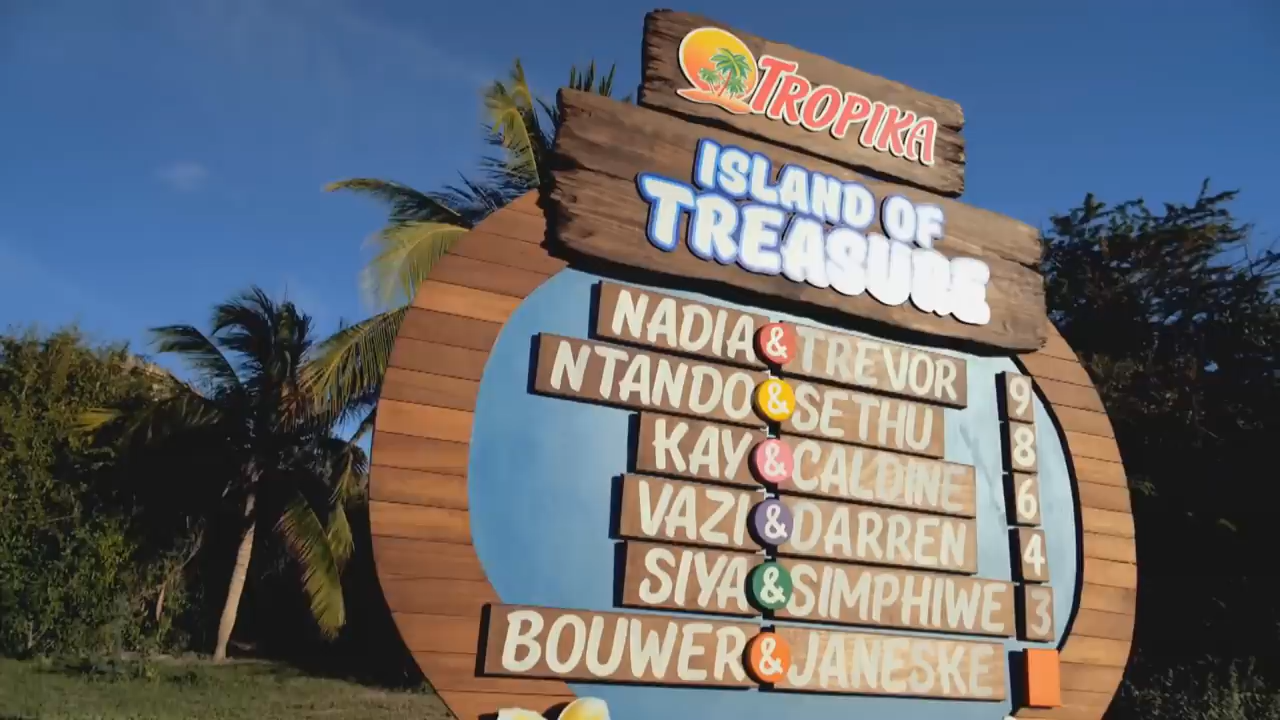 TROPIKA
ISLAND OF
TREASURE
NADIA & TREVOR 9
NTANDO & SETHU 8
KAY & CALDINE 6
VAZI & DARREN 4
SIYA & SIMPHIWE 3
BOUWER & JANESKE